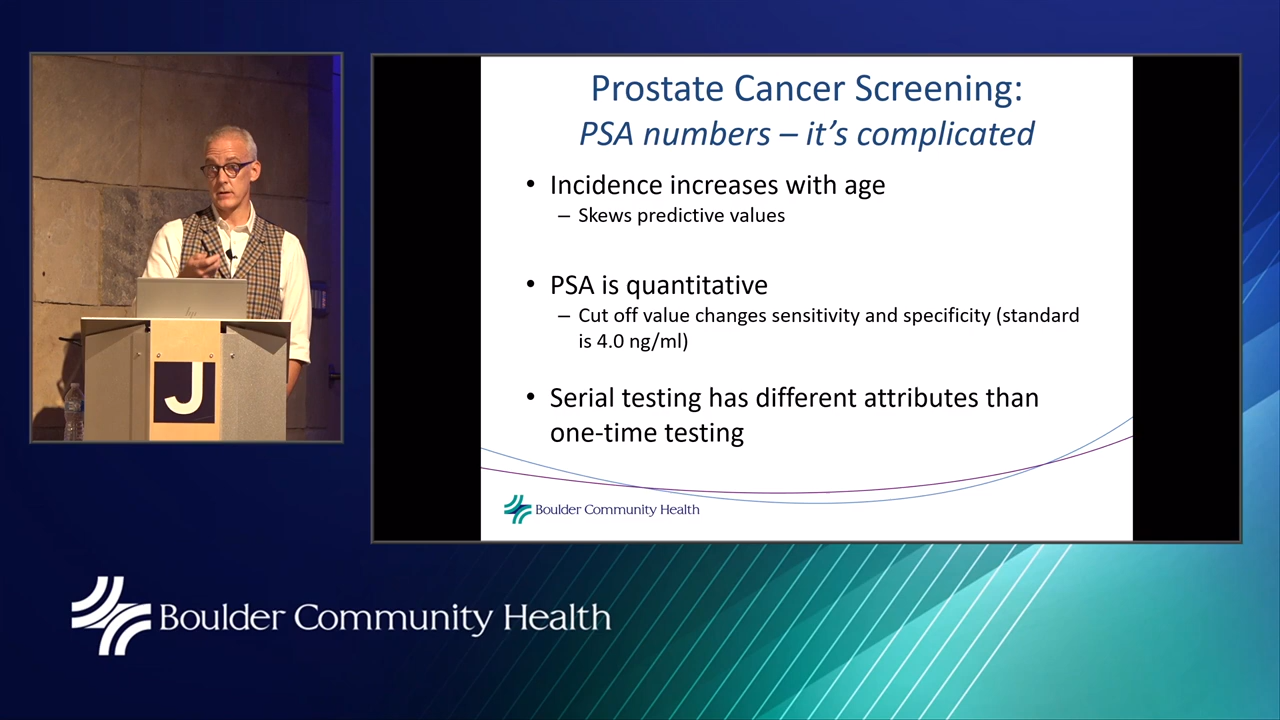 Prostate Cancer Screening:
PSA numbers – it's complicated
• Incidence increases with age
– Skews predictive values
• PSA is quantitative
– Cut off value changes sensitivity and specificity (standard
is 4.0 ng/ml)
• Serial testing has different attributes than
one-time testing
Boulder Community Health
J
hp
Boulder Community Health